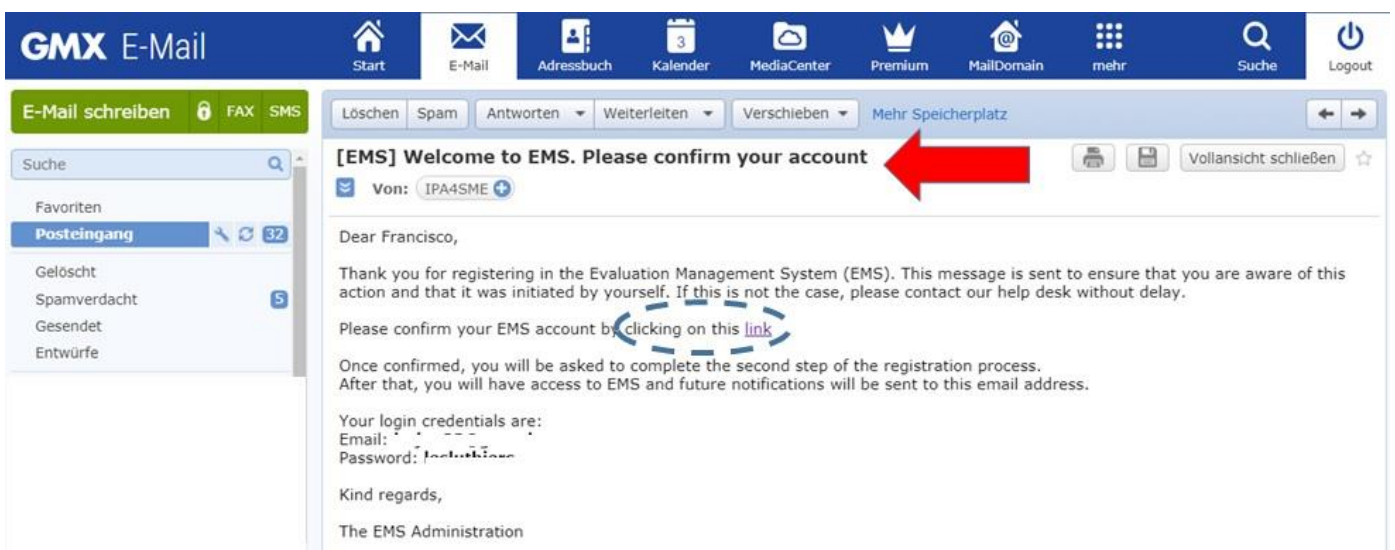 GMX E-Mail
Start
E-Mail
Adressbuch
3
Kalender
MediaCenter
Premium
@
MailDomain
mehr
Suche
Logout
E-Mail schreiben FAX SMS
Löschen Spam Antworten Weiterleiten Verschieben Mehr Speicherplatz
Suche
Favoriten
Posteingang 32
Gelöscht
Spamverdacht 5
Gesendet
Entwürfe
[EMS] Welcome to EMS. Please confirm your account
Vollansicht schließen
Von: IPA4SME
Dear Francisco,
Thank you for registering in the Evaluation Management System (EMS). This message is sent to ensure that you are aware of this
action and that it was initiated by yourself. If this is not the case, please contact our help desk without delay.
Please confirm your EMS account by clicking on this link
Once confirmed, you will be asked to complete the second step of the registration process.
After that, you will have access to EMS and future notifications will be sent to this email address.
Your login credentials are:
Email:
Password:
Kind regards,
The EMS Administration